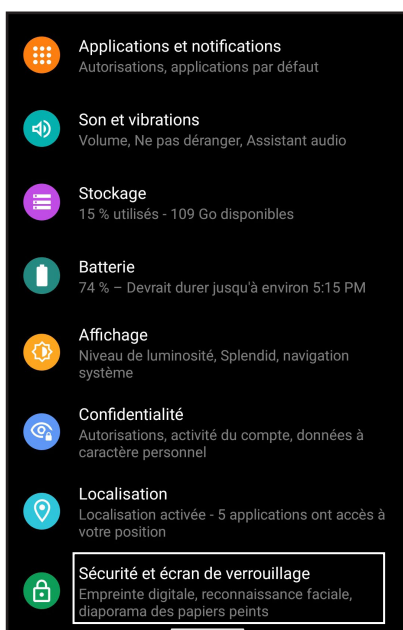 Applications et notifications
Autorisations, applications par défaut
Son et vibrations
Volume, Ne pas déranger, Assistant audio
Stockage
15 % utilisés - 109 Go disponibles
Batterie
74 % – Devrait durer jusqu'à environ 5:15 PM
Affichage
Niveau de luminosité, Splendid, navigation
système
Confidentialité
Autorisations, activité du compte, données à
caractère personnel
Localisation
Localisation activée - 5 applications ont accès à
votre position
Sécurité et écran de verrouillage
Empreinte digitale, reconnaissance faciale,
diaporama des papiers peints